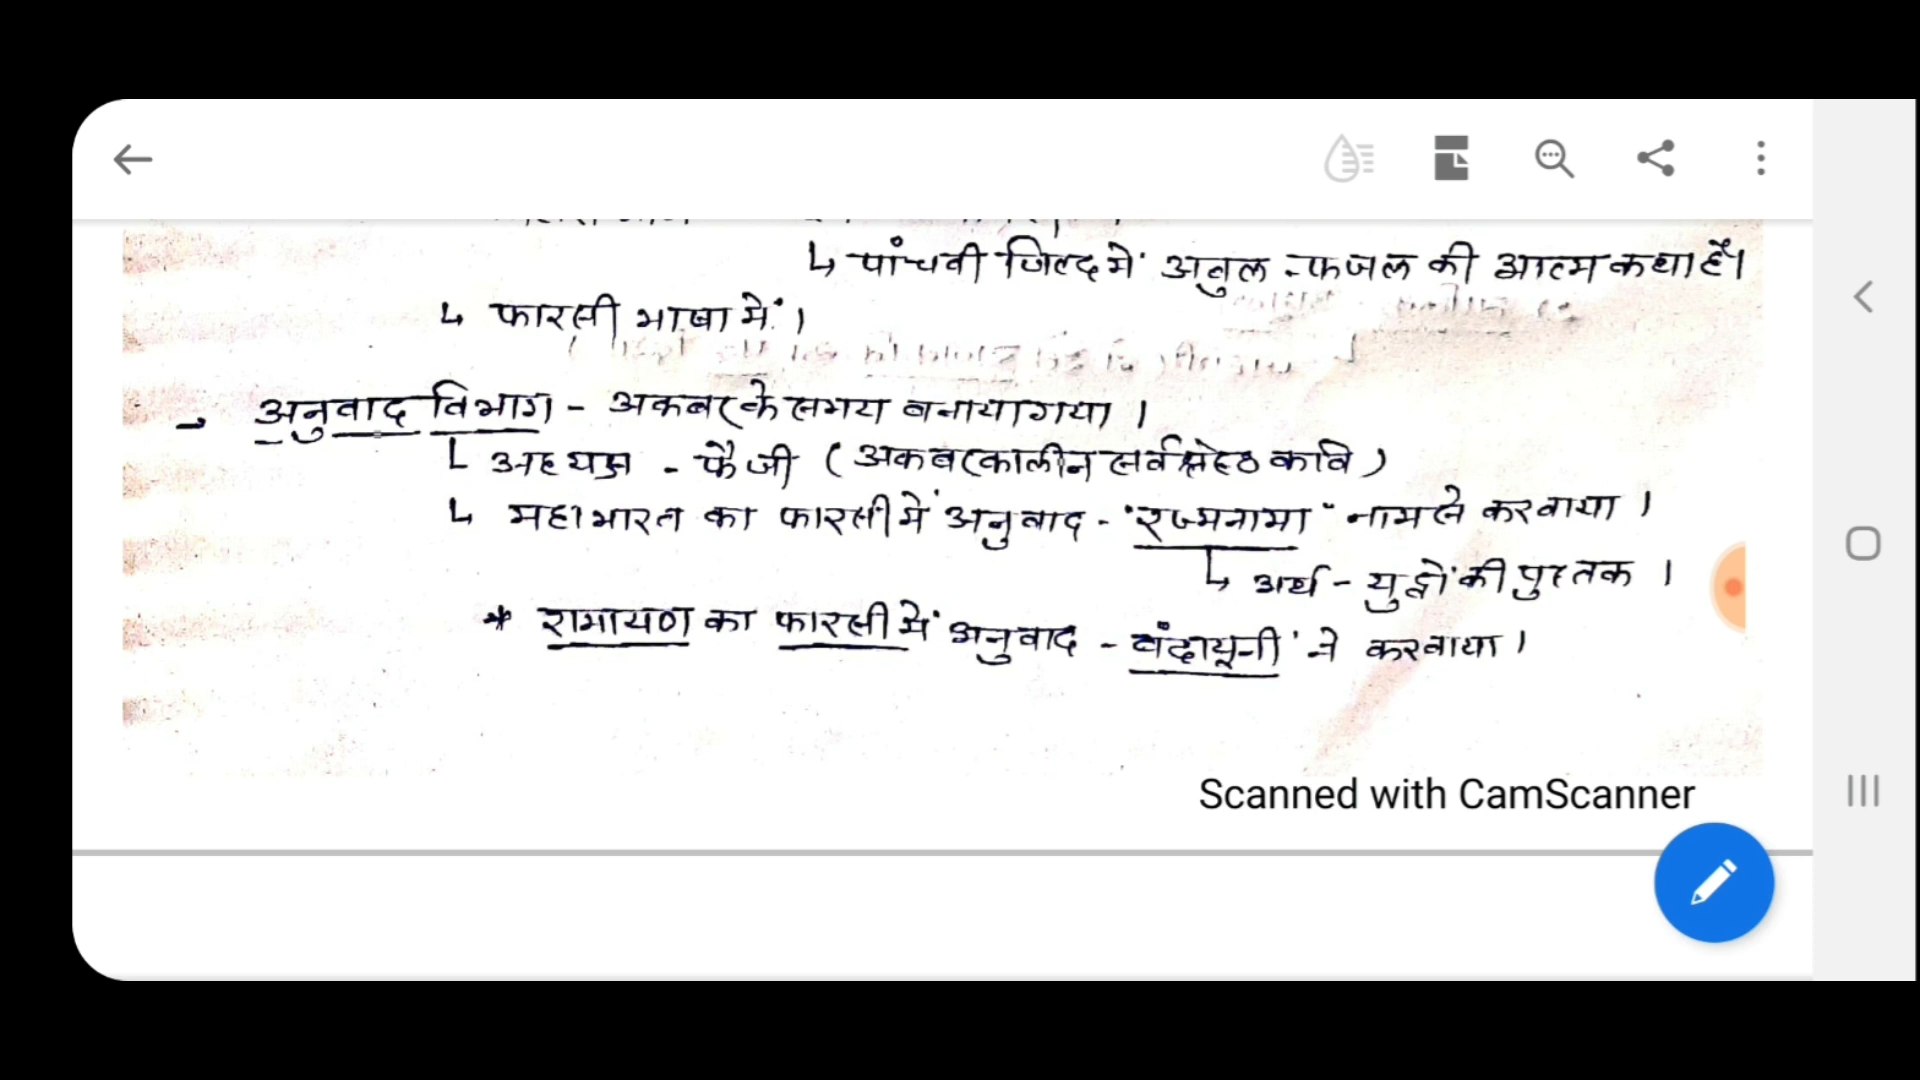 ↳ पांचवी जिल्द में अबुल-फजल की आत्मकथा है।
↳ फारसी भाषा में।
→ अनुवाद विभाग - अकबर के समय बनाया गया।
↳ अध्यक्ष - फैजी (अकबरकालीन सर्वश्रेष्ठ कवि)
↳ महाभारत का फारसी में अनुवाद - "रज्मनामा" नाम से करवाया।
↳ अर्थ - युद्धों की पुस्तक।
* रामायण का फारसी में अनुवाद - बंदायूनी ने करवाया।
Scanned with CamScanner